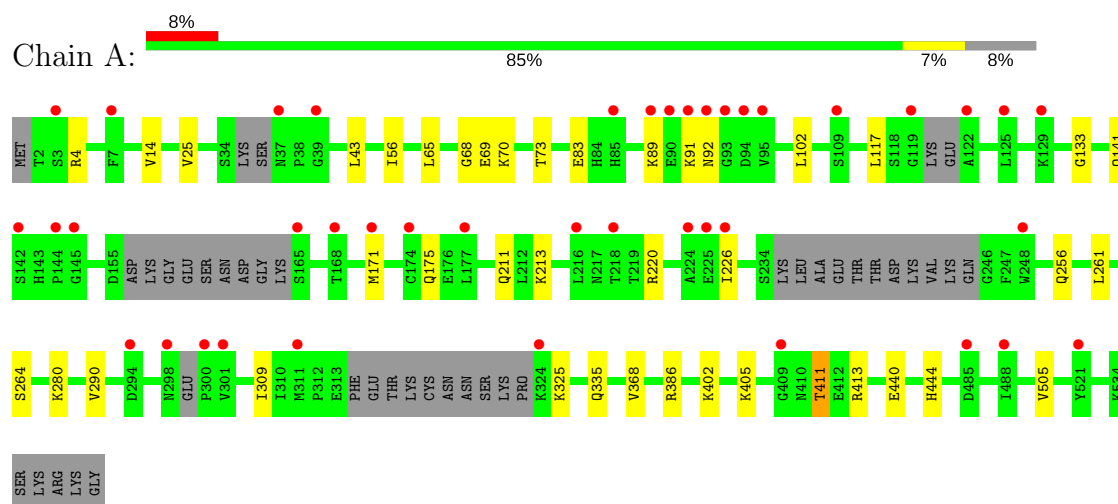 8%
Chain A:
85% 7% 8%
MET T2 S3 R4 F7 V14 V25 S34 LYS SER N37 F38 G39 L43 I56 L65 G68 E69 K70 T73 E83 H84 H85 K89 E90 K91 N92 G93 D94 V95 L102 S109 L117 S118 G119 LYS GLU A122 L125 K129 G133 G141
S142 H143 P144 G145 D155 ASP LYS GLY GLU SER ASN ASP GLY LYS S165 T168 M171 C174 Q175 E176 L177 Q211 L212 K213 L216 N217 T218 T219 R220 A224 E225 I226 S234 LYS LEU ALA GLU THR THR ASP LYS VAL LYS GLN G246 F247 W248 Q256 L261
S264 K280 V290 D294 N298 GLU P300 V301 I309 I310 M311 P312 E313 PHE GLU THR LYS CYS ASN ASN SER LYS PRO K324 K325 Q335 V368 R386 K402 K405 G409 N410 T411 E412 R413 E440 H444 D485 I488 V505 Y521 K534
SER LYS ARG LYS GLY